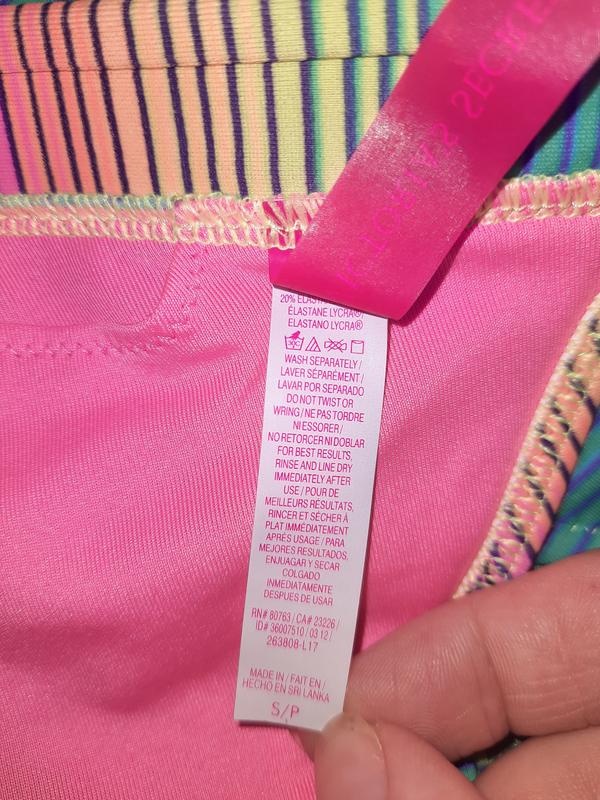 VICTORIA'S SECRET
20% ELASTANE LYCRA®/
ÉLASTANE LYCRA®/
ELASTANO LYCRA®
WASH SEPARATELY /
LAVER SÉPARÉMENT /
LAVAR POR SEPARADO
DO NOT TWIST OR
WRING / NE PAS TORDRE
NI ESSORER /
NO RETORCER NI DOBLAR
FOR BEST RESULTS,
RINSE AND LINE DRY
IMMEDIATELY AFTER
USE / POUR DE
MEILLEURS RÉSULTATS,
RINCER ET SÉCHER À
PLAT IMMÉDIATEMENT
APRÉS USAGE / PARA
MEJORES RESULTADOS,
ENJUAGAR Y SECAR
COLGADO
INMEDIATAMENTE
DESPUES DE USAR
RN# 80763 / CA# 23226 /
ID# 36007510 / 03 12 /
263808-L17
MADE IN / FAIT EN /
HECHO EN SRI LANKA
S/P